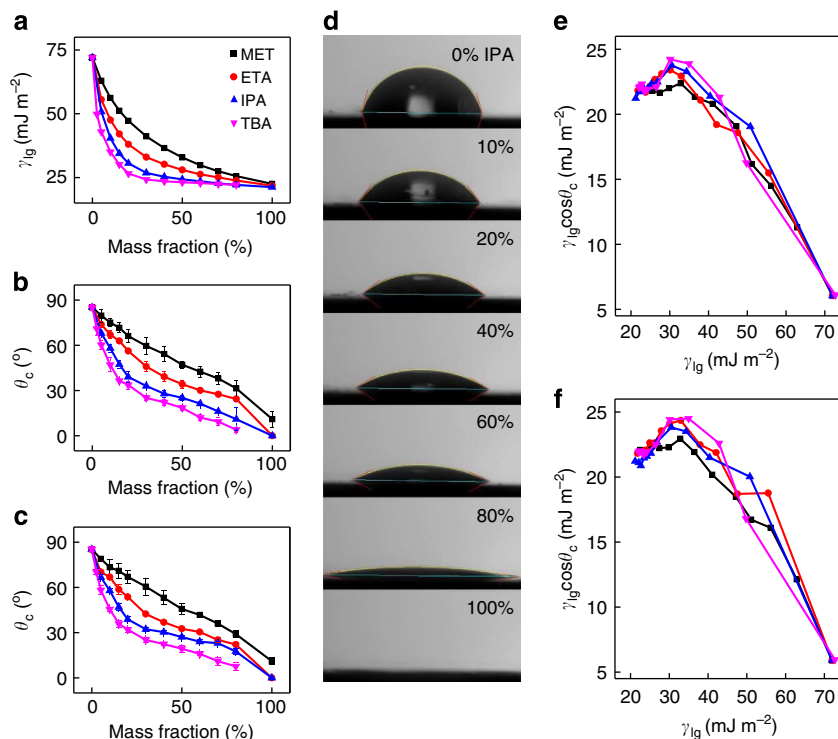 a
75
50
25
γlg (mJ m−2)
MET
ETA
IPA
TBA
0 50 100
Mass fraction (%)
b
90
60
30
0
θc (º)
0 50 100
Mass fraction (%)
c
90
60
30
0
θc (º)
0 50 100
Mass fraction (%)
d
0% IPA
10%
20%
40%
60%
80%
100%
e
25
20
15
10
5
γlgcosθc (mJ m−2)
20 30 40 50 60 70
γlg (mJ m−2)
f
25
20
15
10
5
γlgcosθc (mJ m−2)
20 30 40 50 60 70
γlg (mJ m−2)